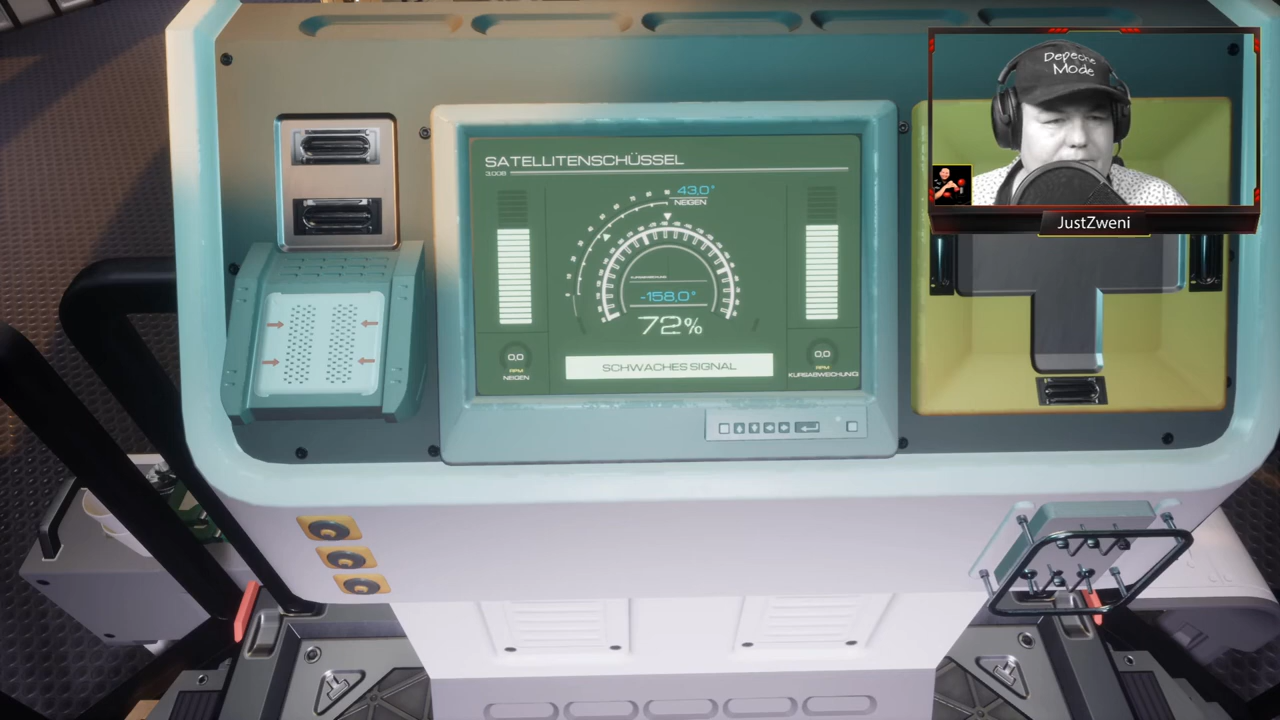 Depeche
Mode
JustZweni
SATELLITENSCHÜSSEL
43,0°
NEIGEN
-158,0°
72%
SCHWACHES SIGNAL
0,0
RPM
NEIGEN
0,0
RPM
KURSABWEICHUNG